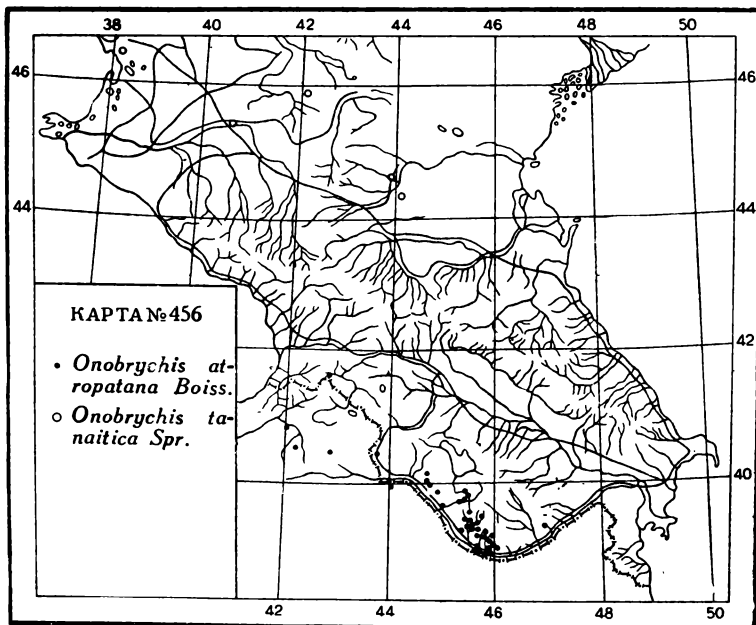 38 40 42 44 46 48 50
46 46
44 44
КАРТА №456
42
• Onobrychis at-
ropatana Boiss.
○ Onobrychis ta-
naitica Spr.
40
42 44 46 48 50